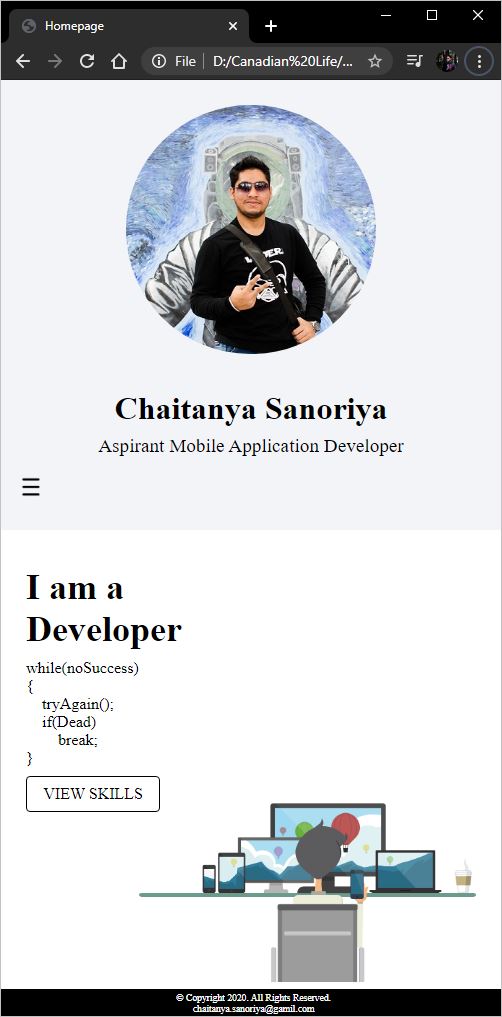 Homepage
File
D:/Canadian%20Life/...
Chaitanya Sanoriya
Aspirant Mobile Application Developer
I am a
Developer
while(noSuccess)
{
tryAgain();
if(Dead)
break;
}
VIEW SKILLS
© Copyright 2020. All Rights Reserved.
chaitanya.sanoriya@gamil.com